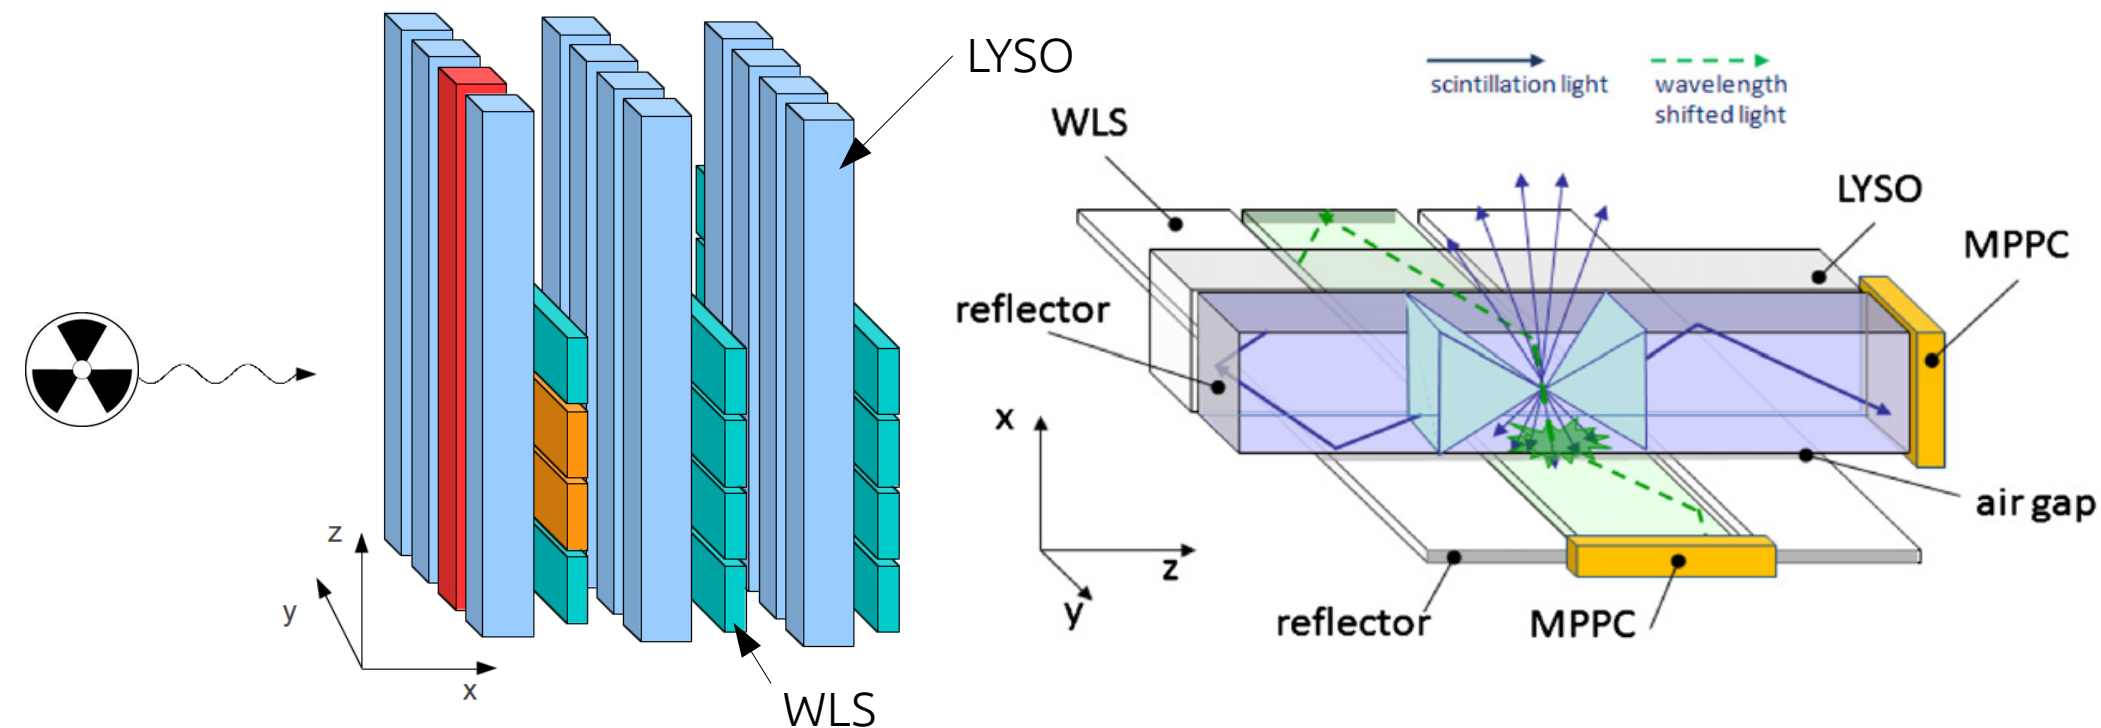 LYSO
z
y
x
WLS
scintillation light
wavelength
shifted light
WLS
LYSO
MPPC
reflector
x
z
y
air gap
reflector
MPPC